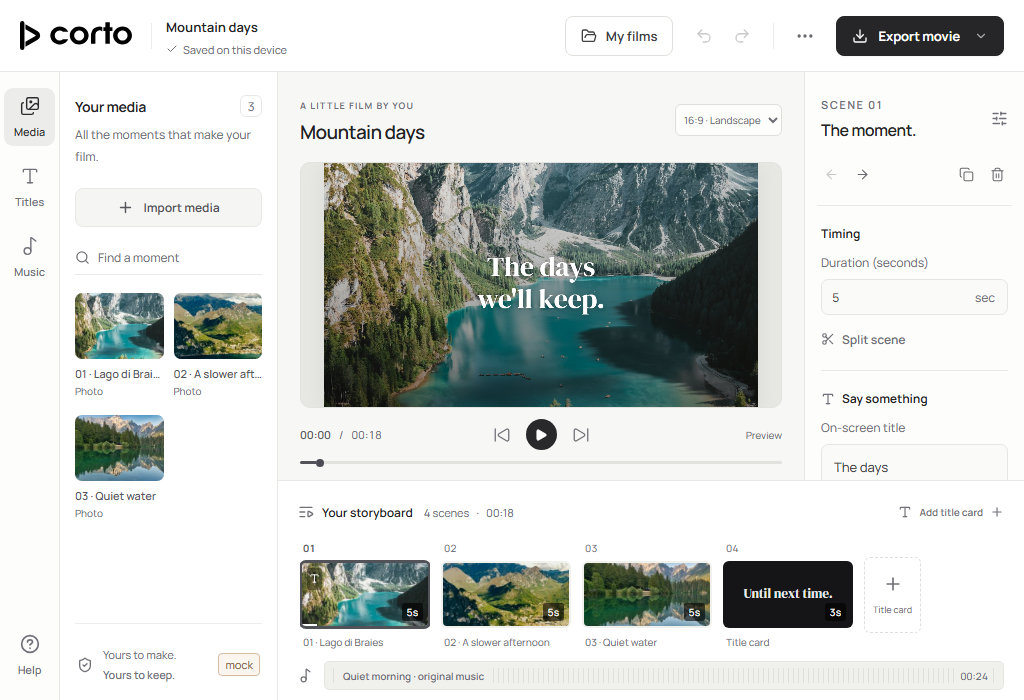 corto
Mountain days
Saved on this device
My films
Export movie
Media
Titles
Music
Help
Your media
3
All the moments that make your
film.
Import media
Find a moment
01 · Lago di Brai...
Photo
02 · A slower aft...
Photo
03 · Quiet water
Photo
Yours to make.
Yours to keep.
mock
A LITTLE FILM BY YOU
Mountain days
16:9 · Landscape
The days
we'll keep.
00:00 / 00:18
Preview
SCENE 01
The moment.
Timing
Duration (seconds)
5 sec
Split scene
T Say something
On-screen title
The days
Your storyboard 4 scenes · 00:18
T Add title card +
01
T
5s
01 · Lago di Braies
02
5s
02 · A slower afternoon
03
5s
03 · Quiet water
04
Until next time.
3s
Title card
+
Title card
Quiet morning · original music
00:24